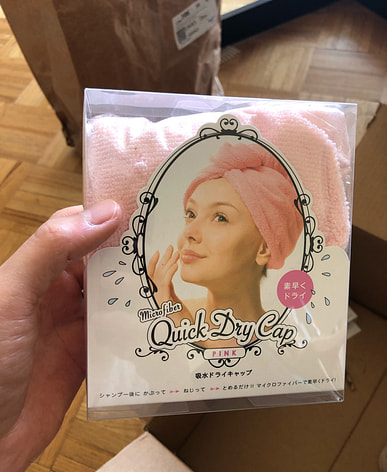 素早く
ドライ
Microfiber
Quick Dry Cap
PINK
吸水ドライキャップ
シャンプー後に かぶって ▶▶ ねじって ▶▶ とめるだけ!! マイクロファイバーで素早くドライ!